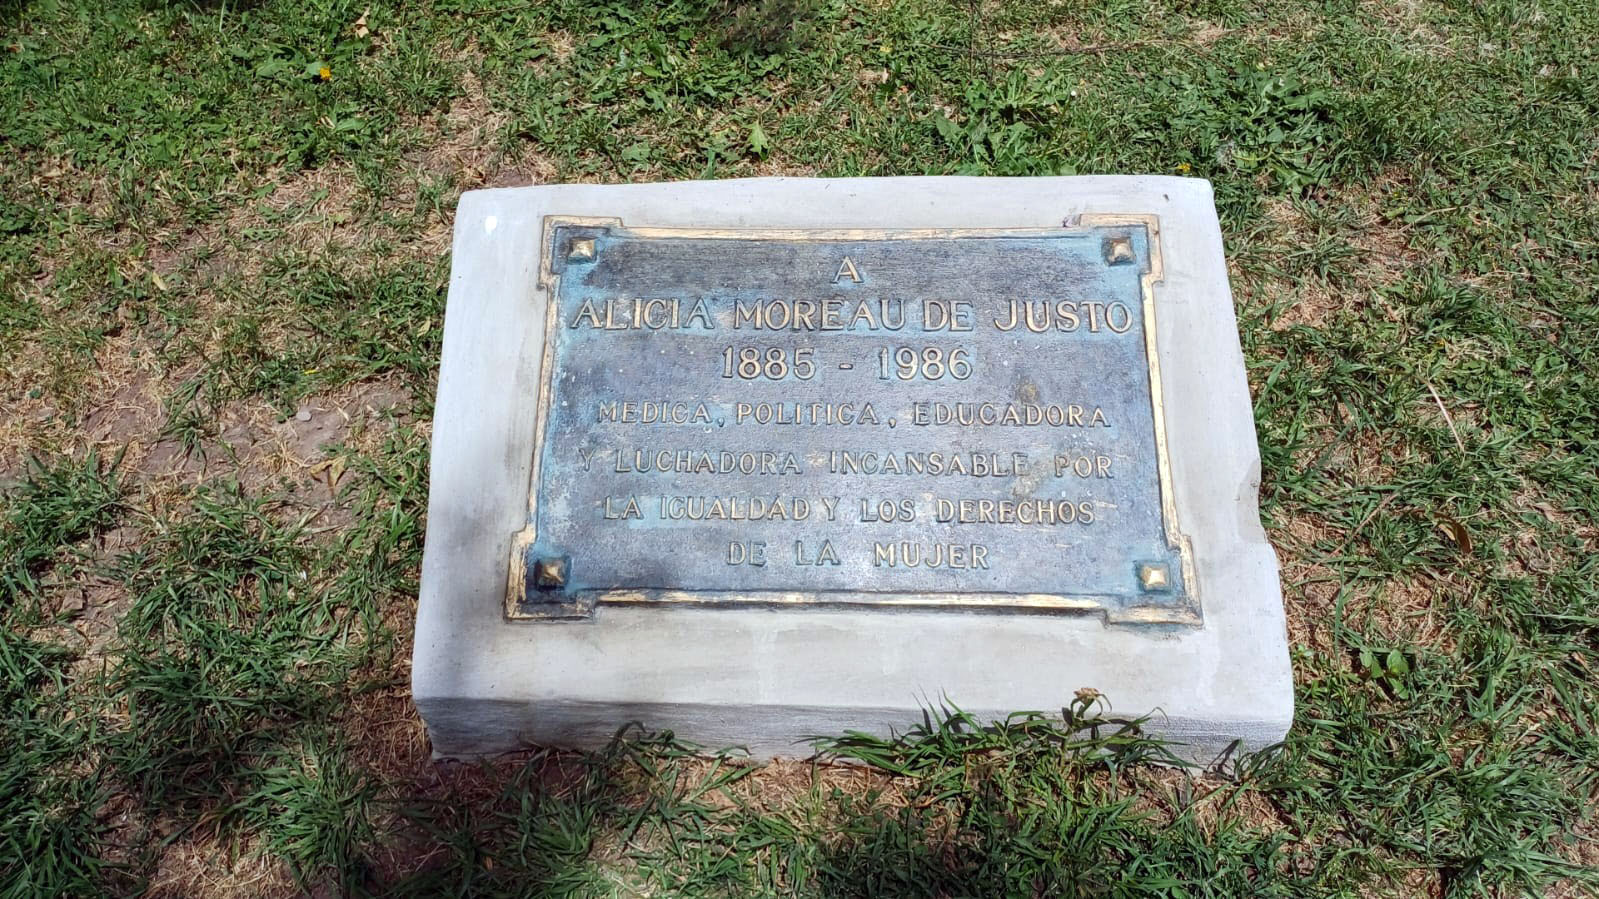 A
ALICIA MOREAU DE JUSTO
1885 - 1986
MEDICA, POLITICA, EDUCADORA
Y LUCHADORA INCANSABLE POR
LA IGUALDAD Y LOS DERECHOS
DE LA MUJER